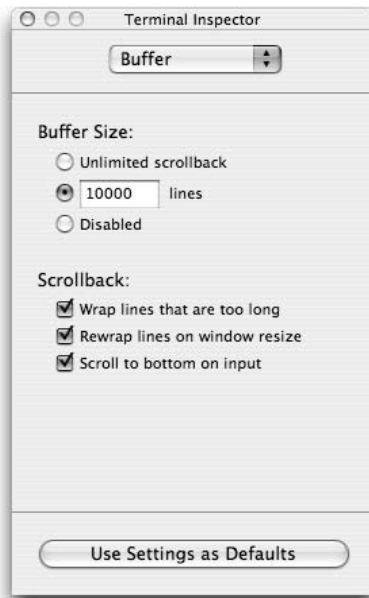 Terminal Inspector
Buffer
Buffer Size:
Unlimited scrollback
10000 lines
Disabled
Scrollback:
Wrap lines that are too long
Rewrap lines on window resize
Scroll to bottom on input
Use Settings as Defaults